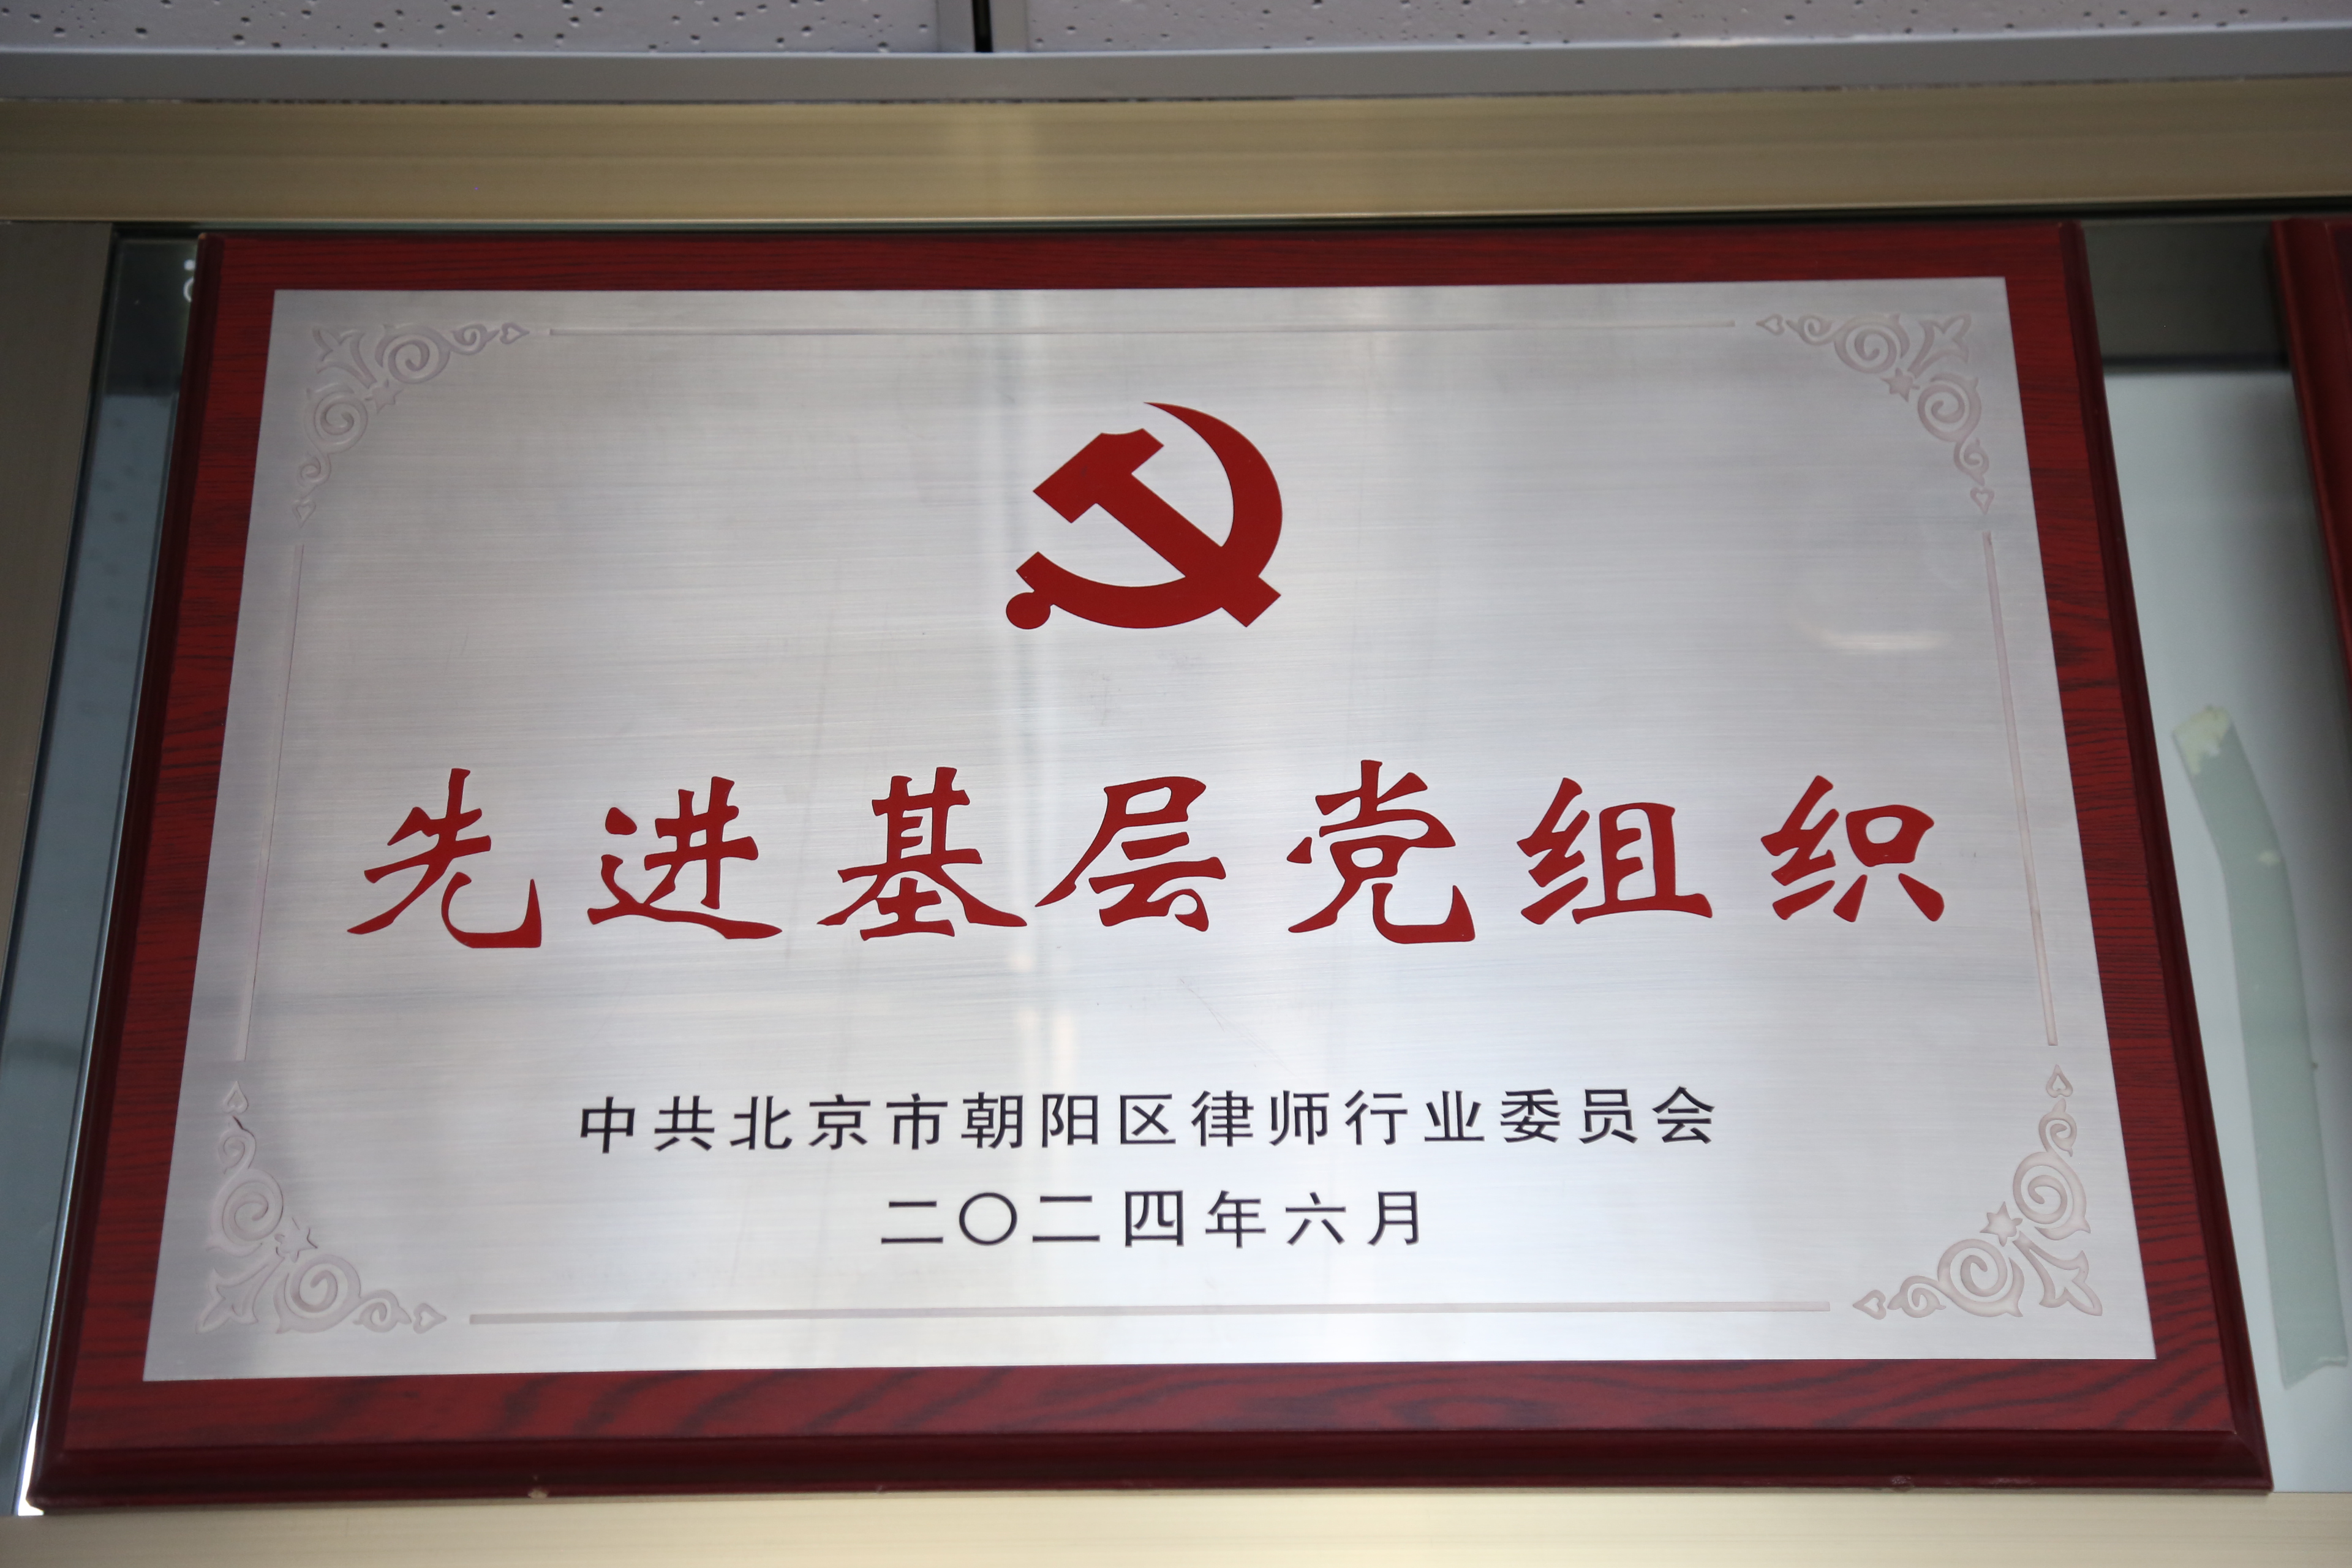 先进基层党组织
中共北京市朝阳区律师行业委员会
二〇二四年六月